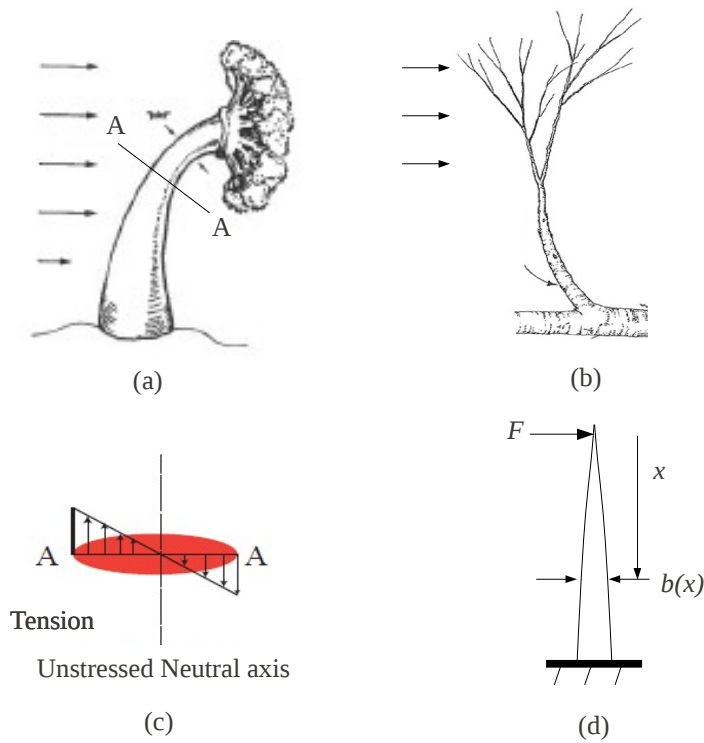 A
A
(a)
(b)
A
A
Tension
Unstressed Neutral axis
(c)
F
x
b(x)
(d)